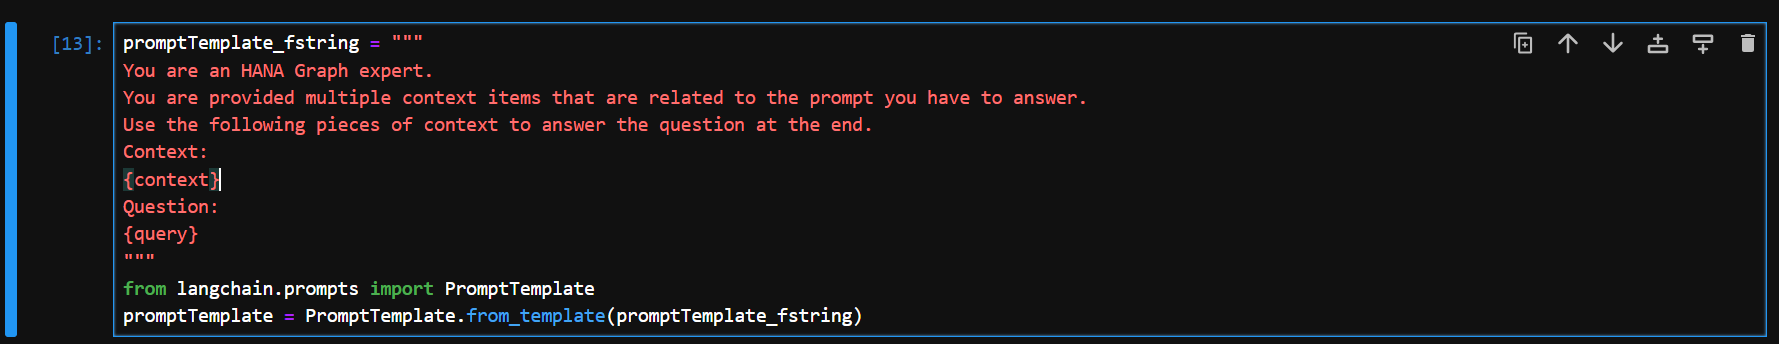 [13]: promptTemplate_fstring = """
You are an HANA Graph expert.
You are provided multiple context items that are related to the prompt you have to answer.
Use the following pieces of context to answer the question at the end.
Context:
{context}
Question:
{query}
"""
from langchain.prompts import PromptTemplate
promptTemplate = PromptTemplate.from_template(promptTemplate_fstring)